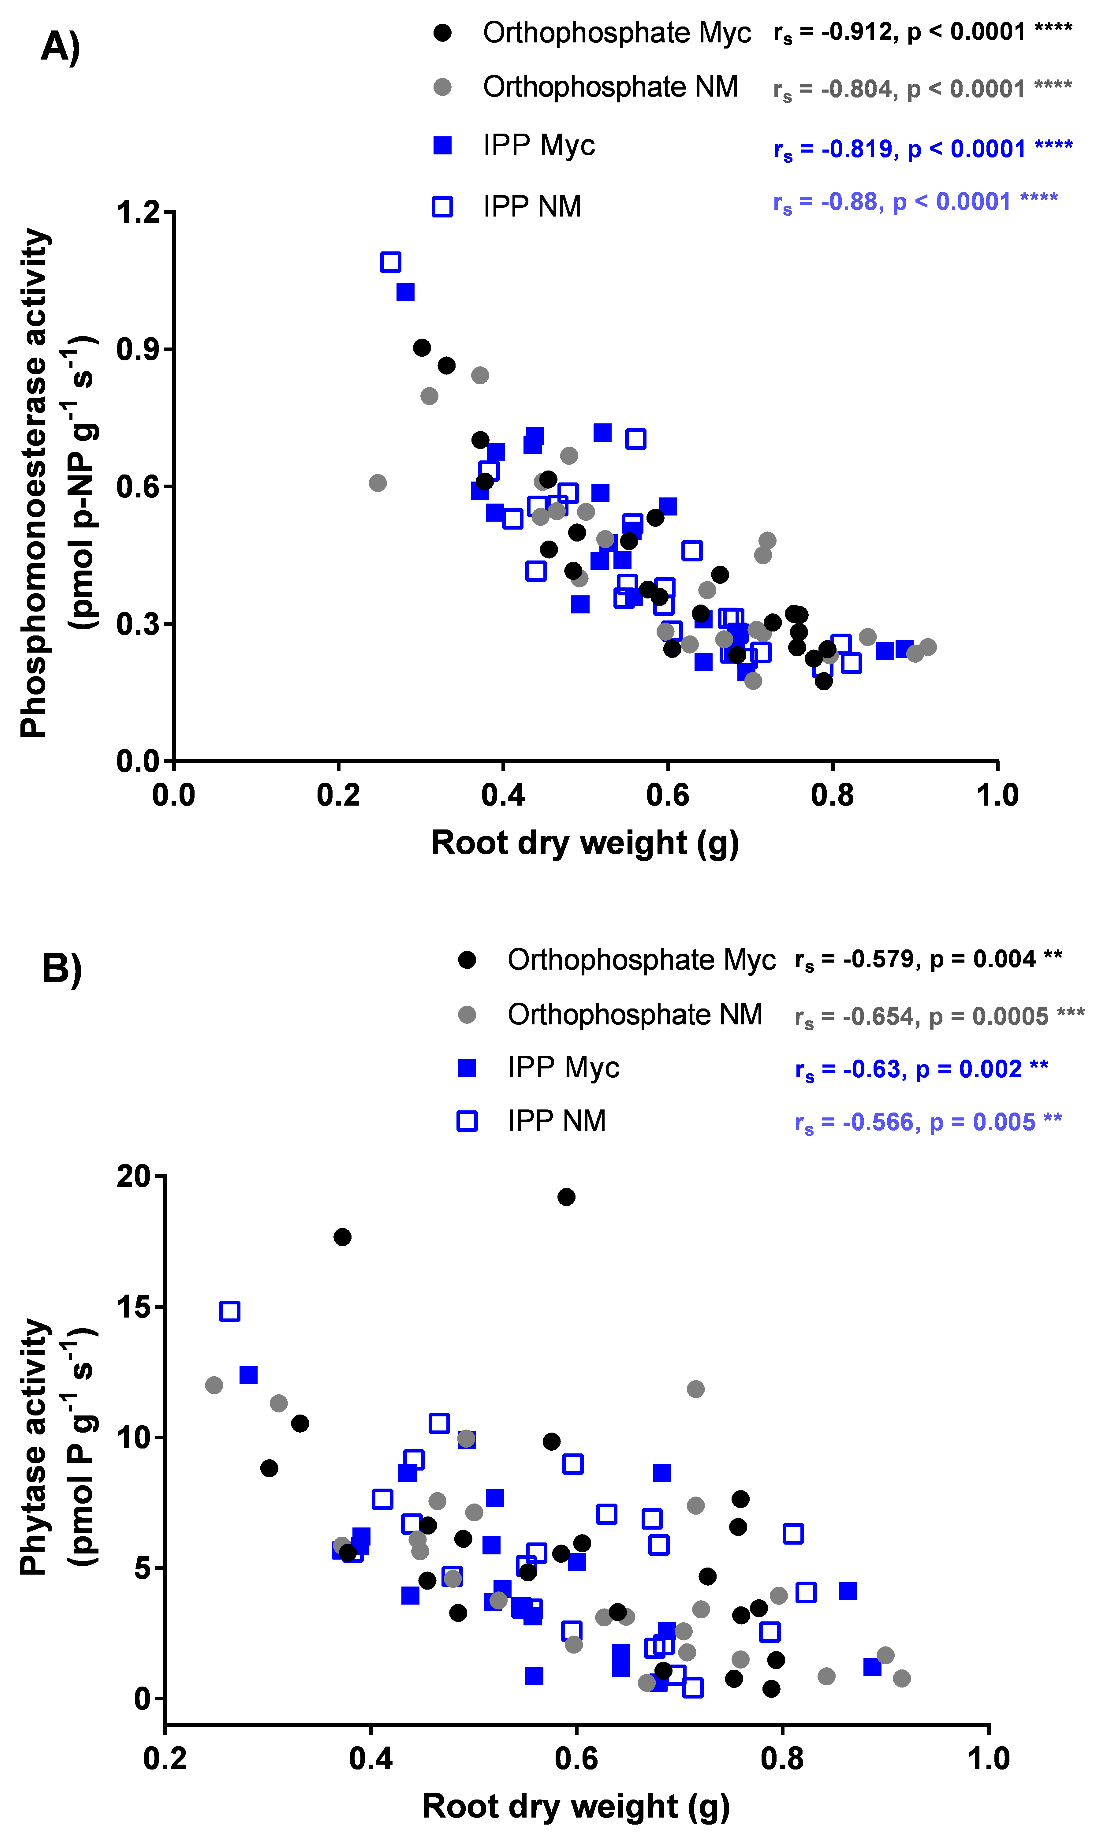 A)
Orthophosphate Myc rs = -0.912, p < 0.0001 ****
Orthophosphate NM rs = -0.804, p < 0.0001 ****
IPP Myc rs = -0.819, p < 0.0001 ****
IPP NM rs = -0.88, p < 0.0001 ****
Phosphomonoesterase activity
(pmol p-NP g-1 s-1)
1.2
0.9
0.6
0.3
0.0
0.0 0.2 0.4 0.6 0.8 1.0
Root dry weight (g)
B)
Orthophosphate Myc rs = -0.579, p = 0.004 **
Orthophosphate NM rs = -0.654, p = 0.0005 ***
IPP Myc rs = -0.63, p = 0.002 **
IPP NM rs = -0.566, p = 0.005 **
Phytase activity
(pmol P g-1 s-1)
20
15
10
5
0
0.2 0.4 0.6 0.8 1.0
Root dry weight (g)